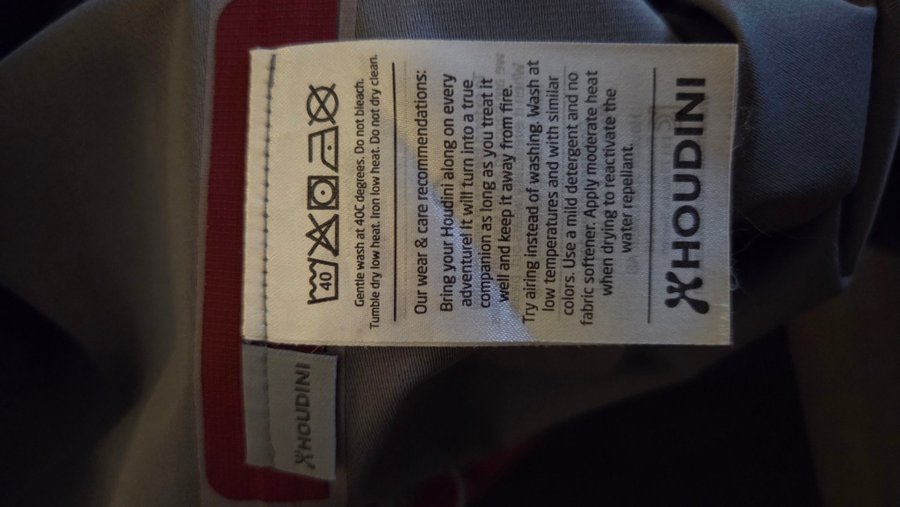 40
Gentle wash at 40C degrees. Do not bleach.
Tumble dry low heat. Iron low heat. Do not dry clean.
Our wear & care recommendations:
Bring your Houdini along on every
adventure! It will turn into a true
companion as long as you treat it
well and keep it away from fire.
Try airing instead of washing. Wash at
low temperatures and with similar
colors. Use a mild detergent and no
fabric softener. Apply moderate heat
when drying to reactivate the
water repellant.
HOUDINI
HOUDINI